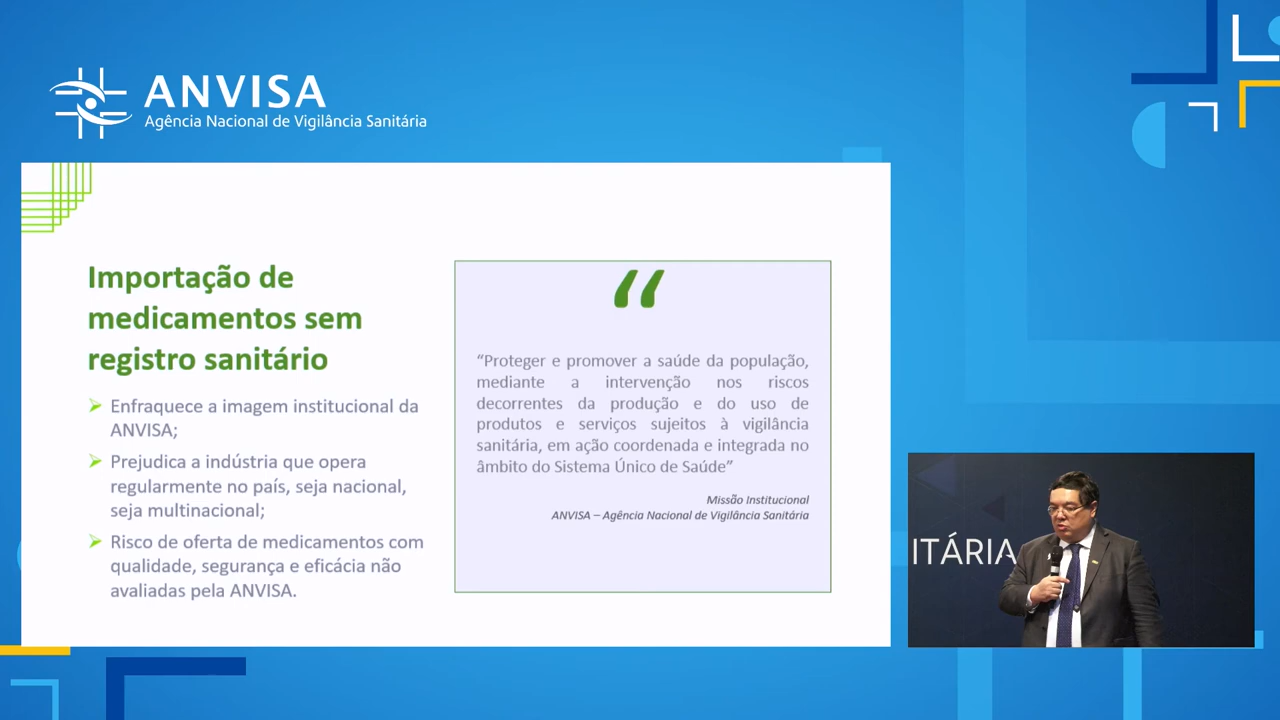 ANVISA
Agência Nacional de Vigilância Sanitária
Importação de
medicamentos sem
registro sanitário
Enfraquece a imagem institucional da
ANVISA;
Prejudica a indústria que opera
regularmente no país, seja nacional,
seja multinacional;
Risco de oferta de medicamentos com
qualidade, segurança e eficácia não
avaliadas pela ANVISA.
“
“Proteger e promover a saúde da população,
mediante a intervenção nos riscos
decorrentes da produção e do uso de
produtos e serviços sujeitos à vigilância
sanitária, em ação coordenada e integrada no
âmbito do Sistema Único de Saúde”
Missão Institucional
ANVISA – Agência Nacional de Vigilância Sanitária
ITÁRIA